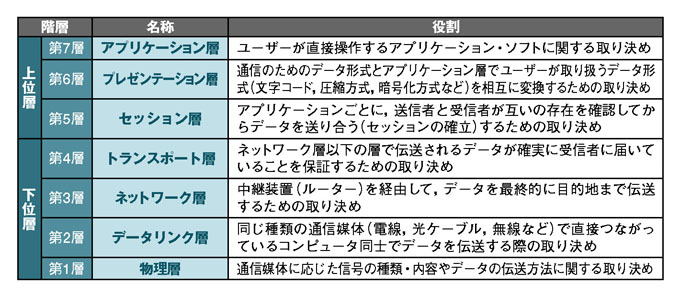 階層 名称 役割
上位層
第7層 アプリケーション層 ユーザーが直接操作するアプリケーション・ソフトに関する取り決め
第6層 プレゼンテーション層 通信のためのデータ形式とアプリケーション層でユーザーが取り扱うデータ形
式(文字コード,圧縮方式,暗号化方式など)を相互に変換するための取り決め
第5層 セッション層 アプリケーションごとに,送信者と受信者が互いの存在を確認してか
らデータを送り合う(セッションの確立)するための取り決め
下位層
第4層 トランスポート層 ネットワーク層以下の層で伝送されるデータが確実に受信者に届いて
いることを保証するための取り決め
第3層 ネットワーク層 中継装置(ルーター)を経由して,データを最終的に目的地まで伝送
するための取り決め
第2層 データリンク層 同じ種類の通信媒体(電線,光ケーブル,無線など)で直接つながっ
ているコンピュータ同士でデータを伝送する際の取り決め
第1層 物理層 通信媒体に応じた信号の種類・内容やデータの伝送方法に関する取り決め